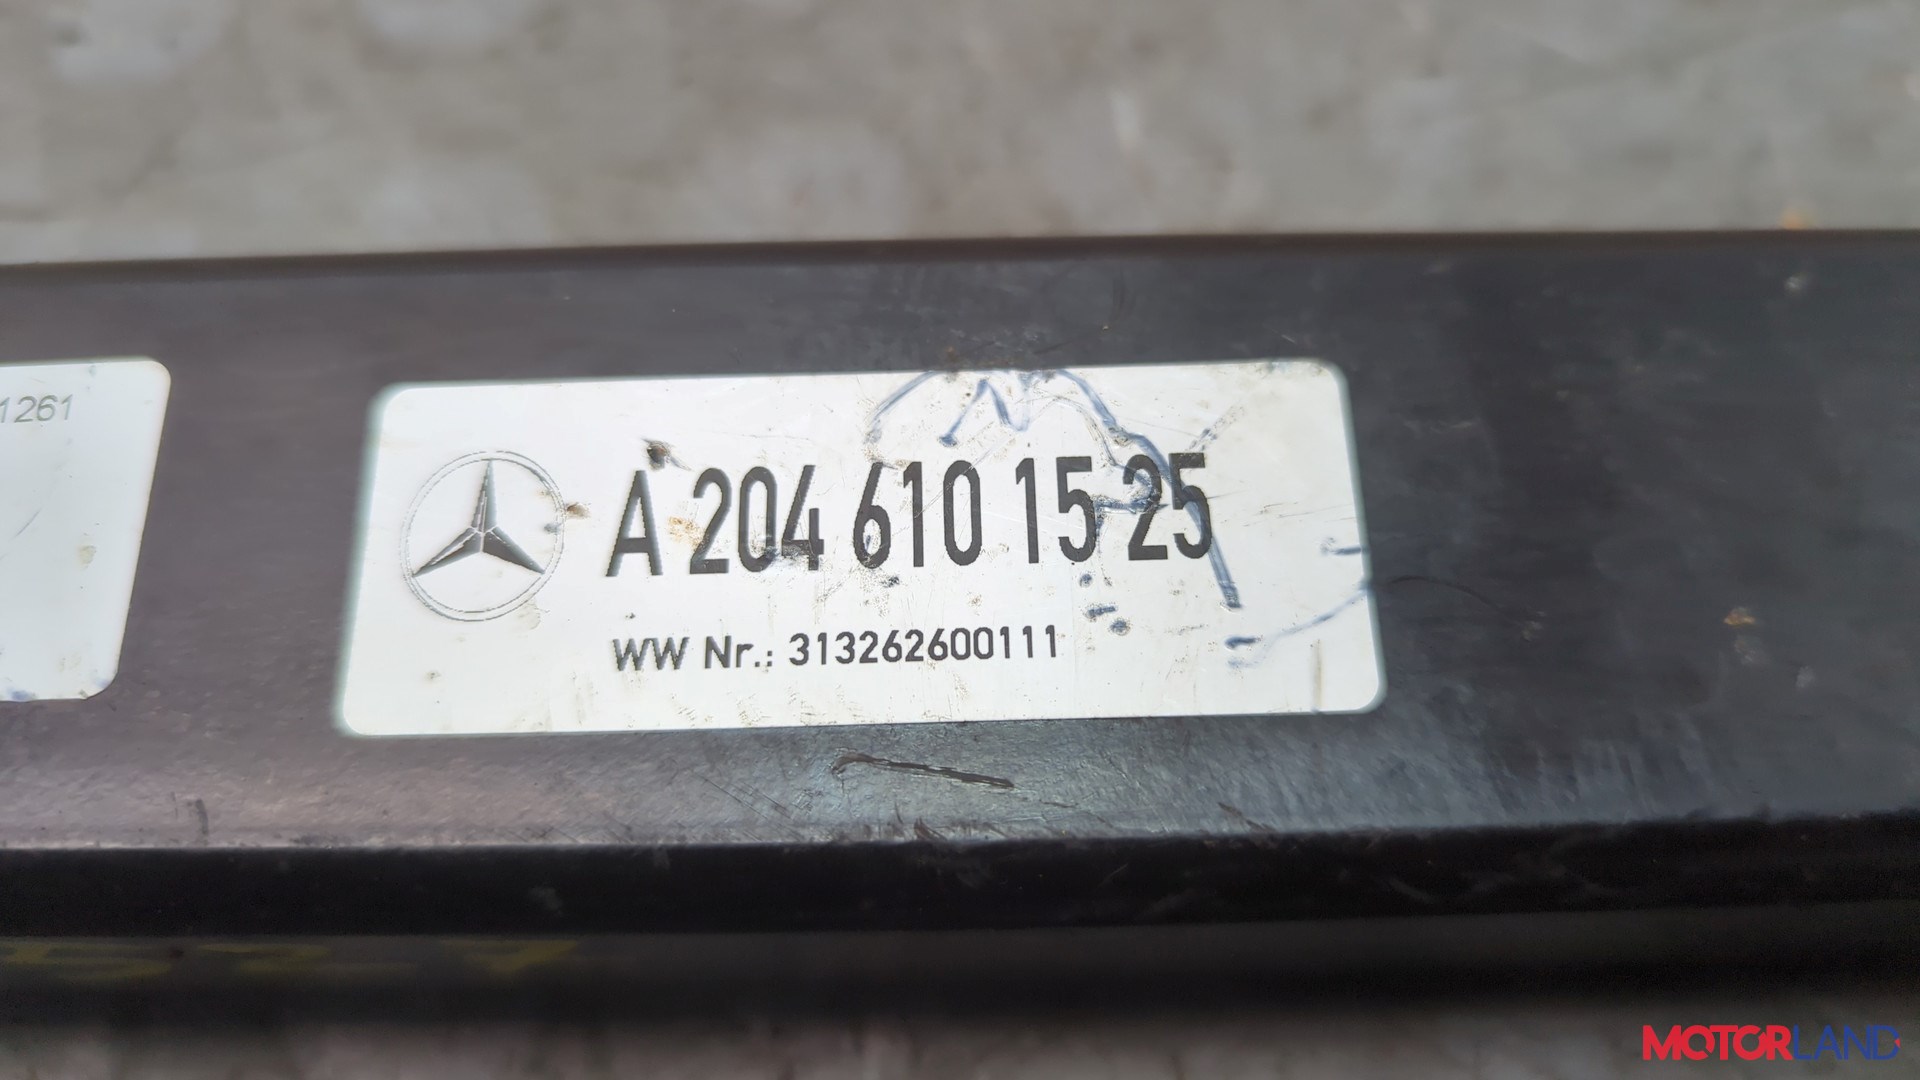 1261
A 204 610 15 25
WW Nr.: 313262600111
MOTORLAND